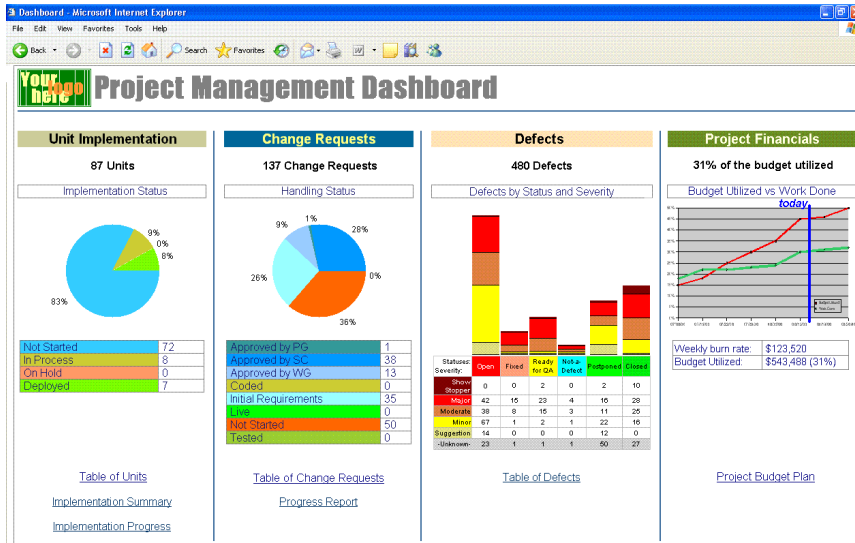 Dashboard - Microsoft Internet Explorer
File Edit View Favorites Tools Help
Back Search Favorites
Your logo here
Project Management Dashboard
Unit Implementation
87 Units
Implementation Status
9%
0%
8%
83%
Not Started 72
In Process 8
On Hold 0
Deployed 7
Table of Units
Implementation Summary
Implementation Progress
Change Requests
137 Change Requests
Handling Status
1%
9%
28%
0%
26%
36%
Approved by PG 1
Approved by SC 38
Approved by WG 13
Coded 0
Initial Requirements 35
Live 0
Not Started 50
Tested 0
Table of Change Requests
Progress Report
Defects
480 Defects
Defects by Status and Severity
Statuses: Open Fixed Ready for QA Not-a-Defect Postponed Closed
Severity:
Show Stopper 0 0 2 0 2 10
Major 42 15 23 4 16 28
Moderate 38 8 15 3 11 25
Minor 67 1 2 1 22 16
Suggestion 14 0 0 0 12 0
-Unknown- 23 1 1 1 50 27
Table of Defects
Project Financials
31% of the budget utilized
Budget Utilized vs Work Done
today
Weekly burn rate: $123,520
Budget Utilized: $543,488 (31%)
Project Budget Plan